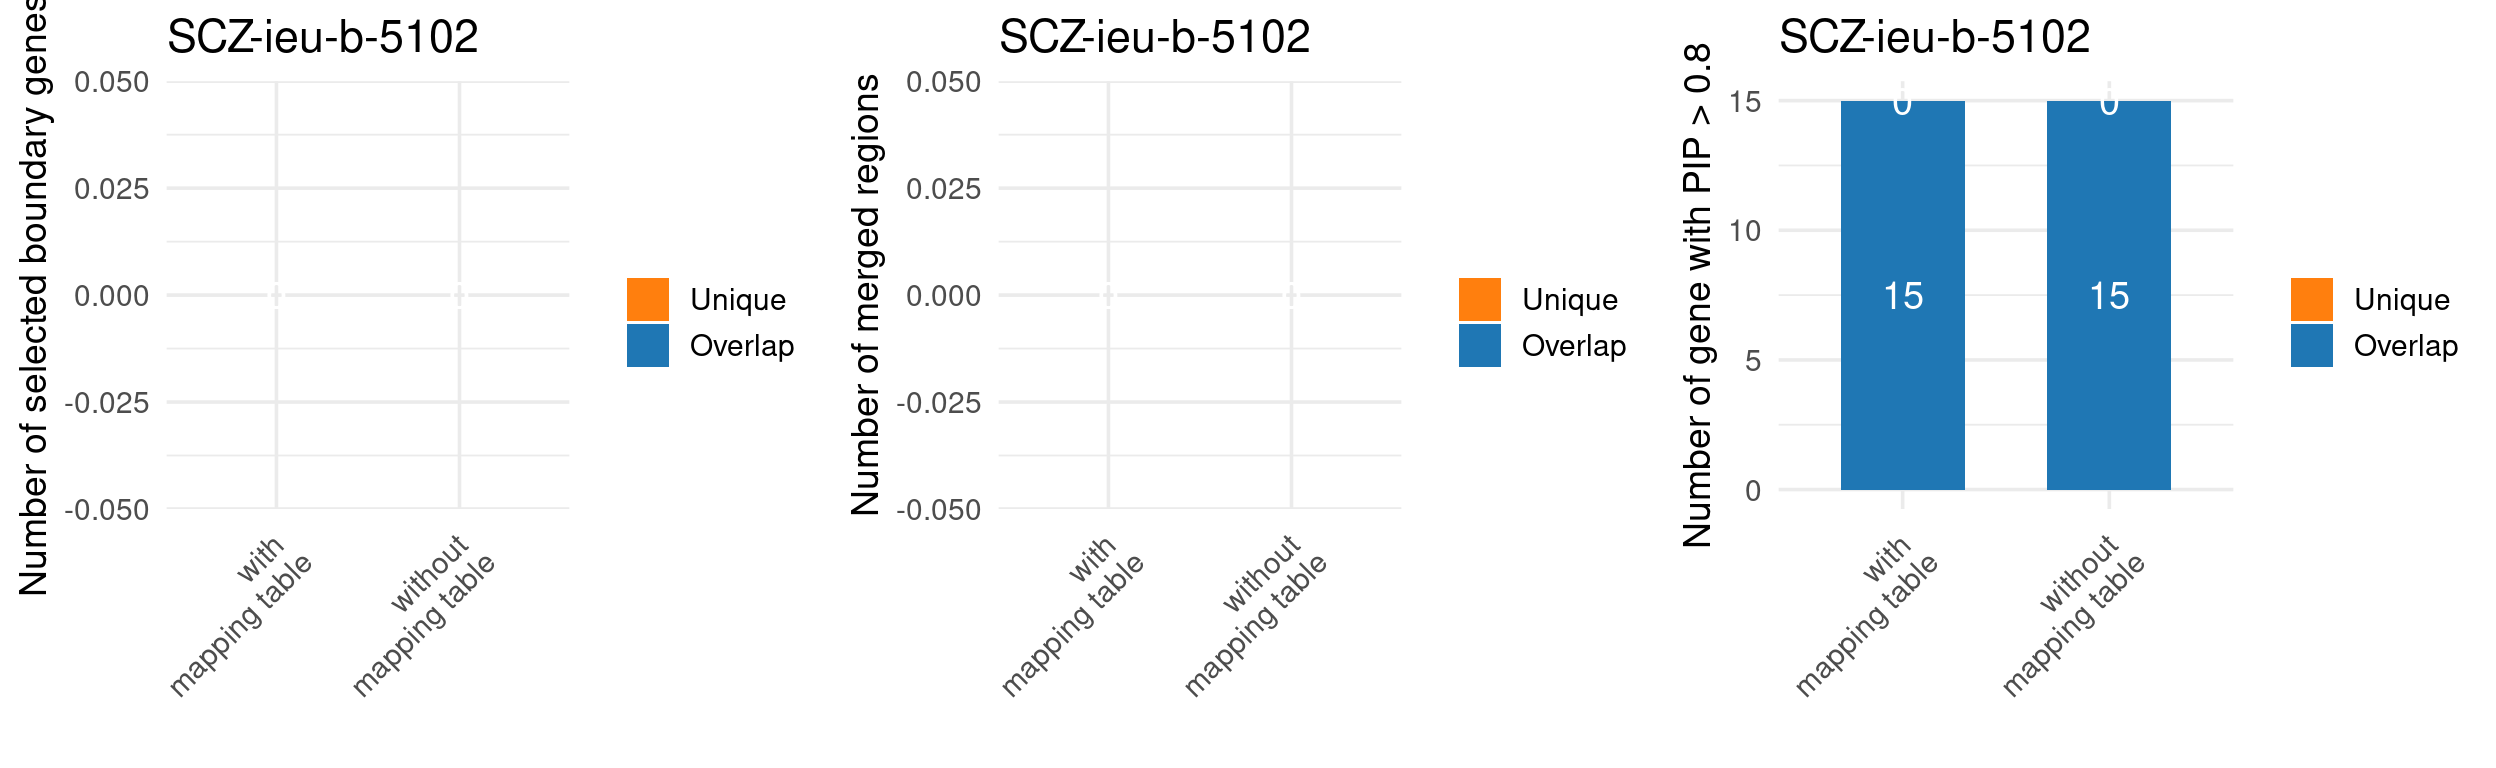 SCZ-ieu-b-5102
Number of selected boundary genes
0.050
0.025
0.000
-0.025
-0.050
with
mapping table
without
mapping table
Unique
Overlap
SCZ-ieu-b-5102
Number of merged regions
0.050
0.025
0.000
-0.025
-0.050
with
mapping table
without
mapping table
Unique
Overlap
SCZ-ieu-b-5102
Number of gene with PIP > 0.8
15
10
5
0
0
0
15
15
with
mapping table
without
mapping table
Unique
Overlap